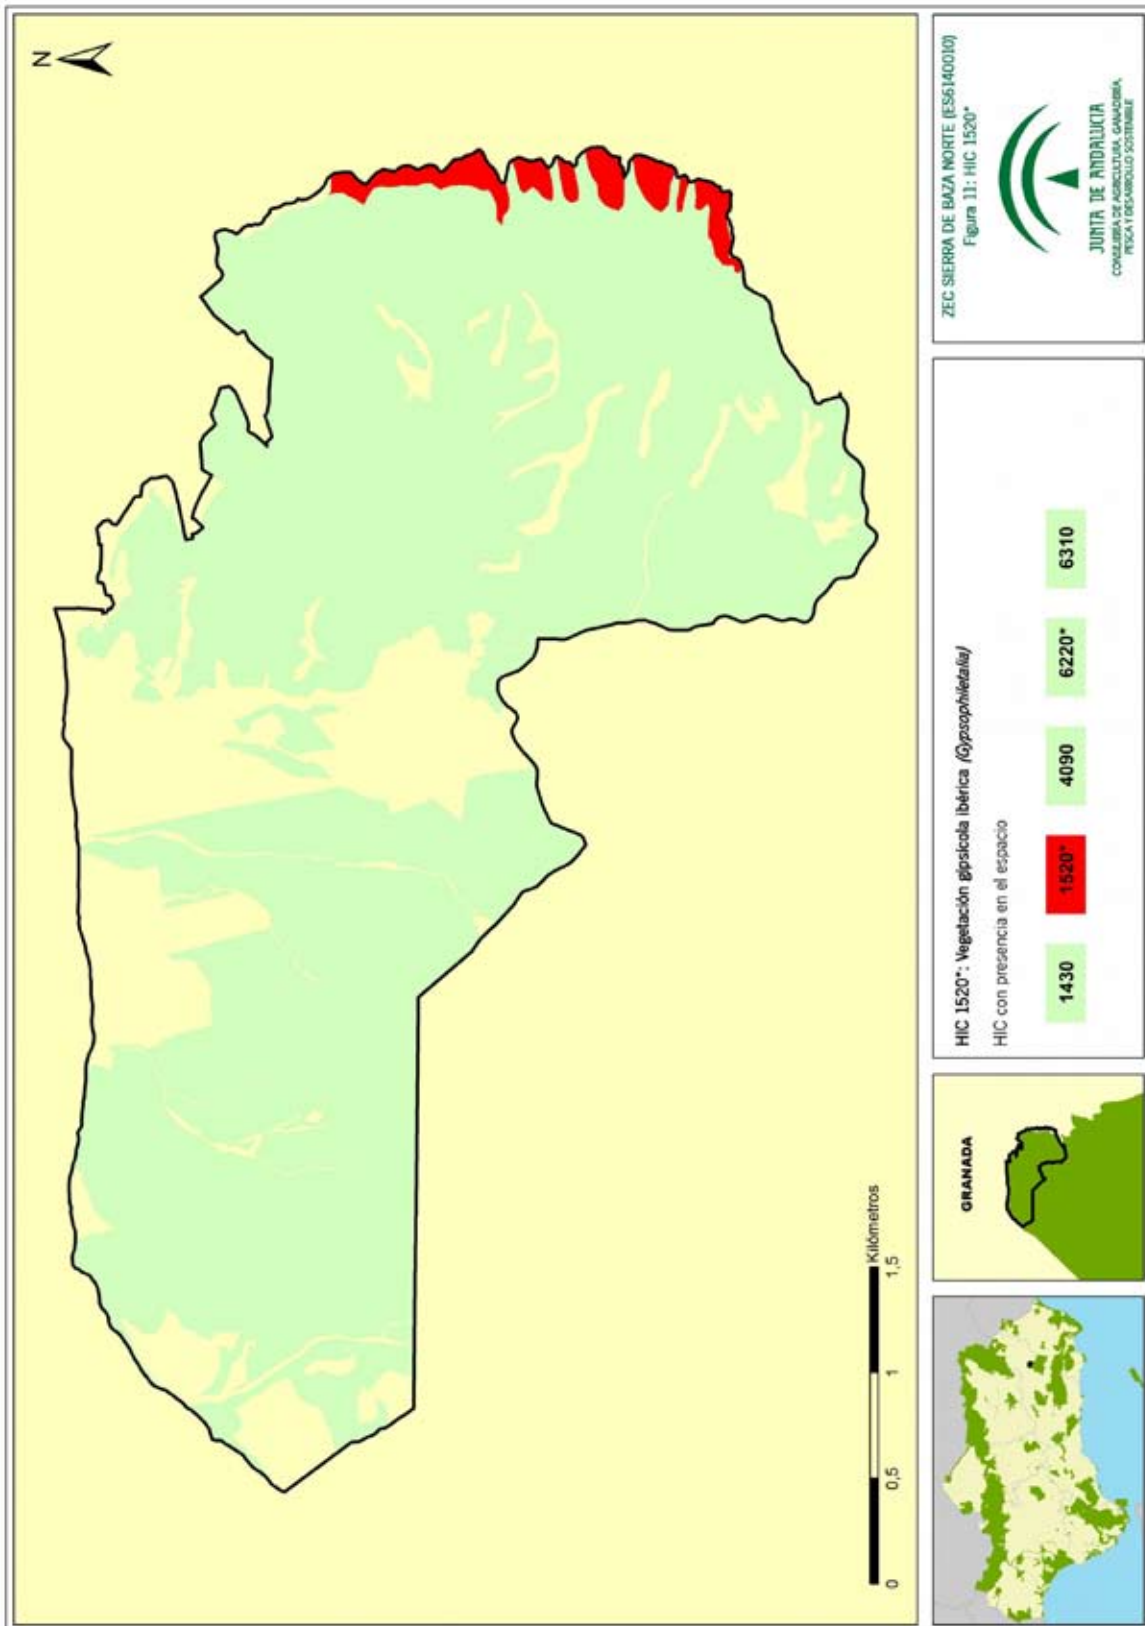 N
0
0,5
1
1,5
Kilómetros
GRANADA
HIC 1520*: Vegetación gipsícola ibérica (Gypsophiletalia)
HIC con presencia en el espacio
1430
1520*
4090
6220*
6310
ZEC SIERRA DE BAZA NORTE (ES6140010)
Figura 11: HIC 1520*
JUNTA DE ANDALUCIA
CONSEJERÍA DE AGRICULTURA, GANADERÍA,
PESCA Y DESARROLLO SOSTENIBLE